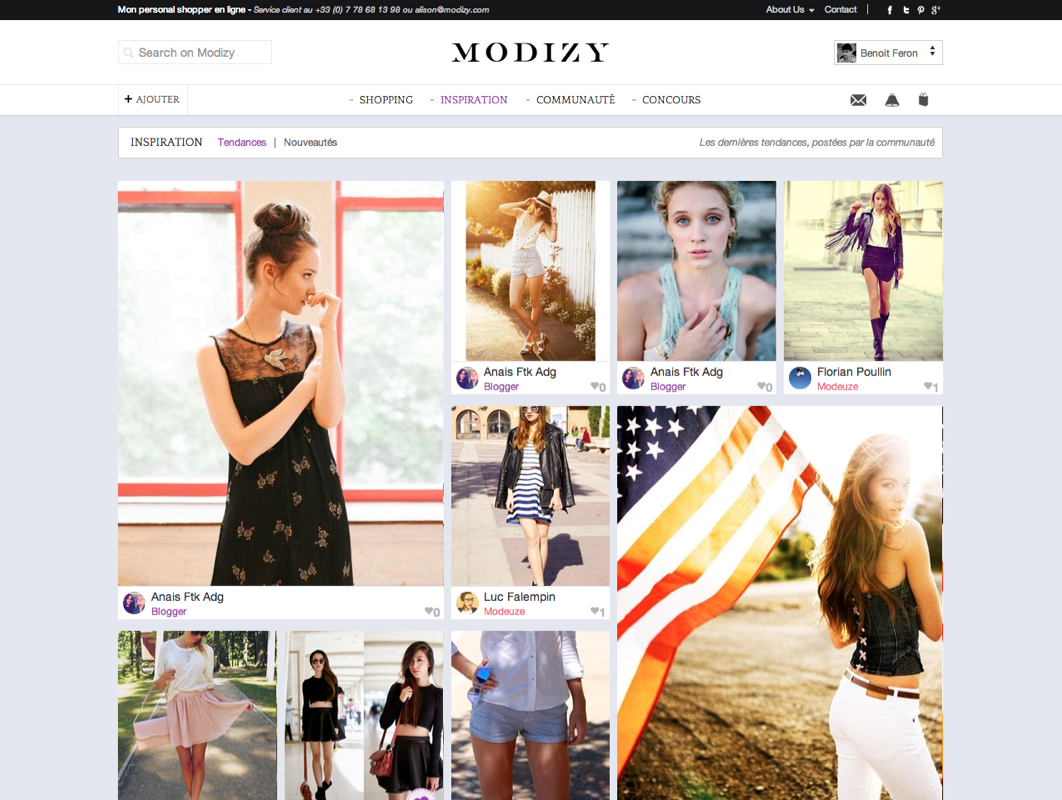 Mon personal shopper en ligne - Service client au +33 (0) 7 78 68 13 98 ou alison@modizy.com
About Us Contact
Search on Modizy
MODIZY
Benoit Feron
+ AJOUTER
SHOPPING INSPIRATION COMMUNAUTÉ CONCOURS
INSPIRATION Tendances | Nouveautés
Les dernières tendances, postées par la communauté
Anais Ftk Adg
Blogger
0
Anais Ftk Adg
Blogger
0
Florian Poullin
Modeuze
1
Anais Ftk Adg
Blogger
0
Luc Falempin
Modeuze
1